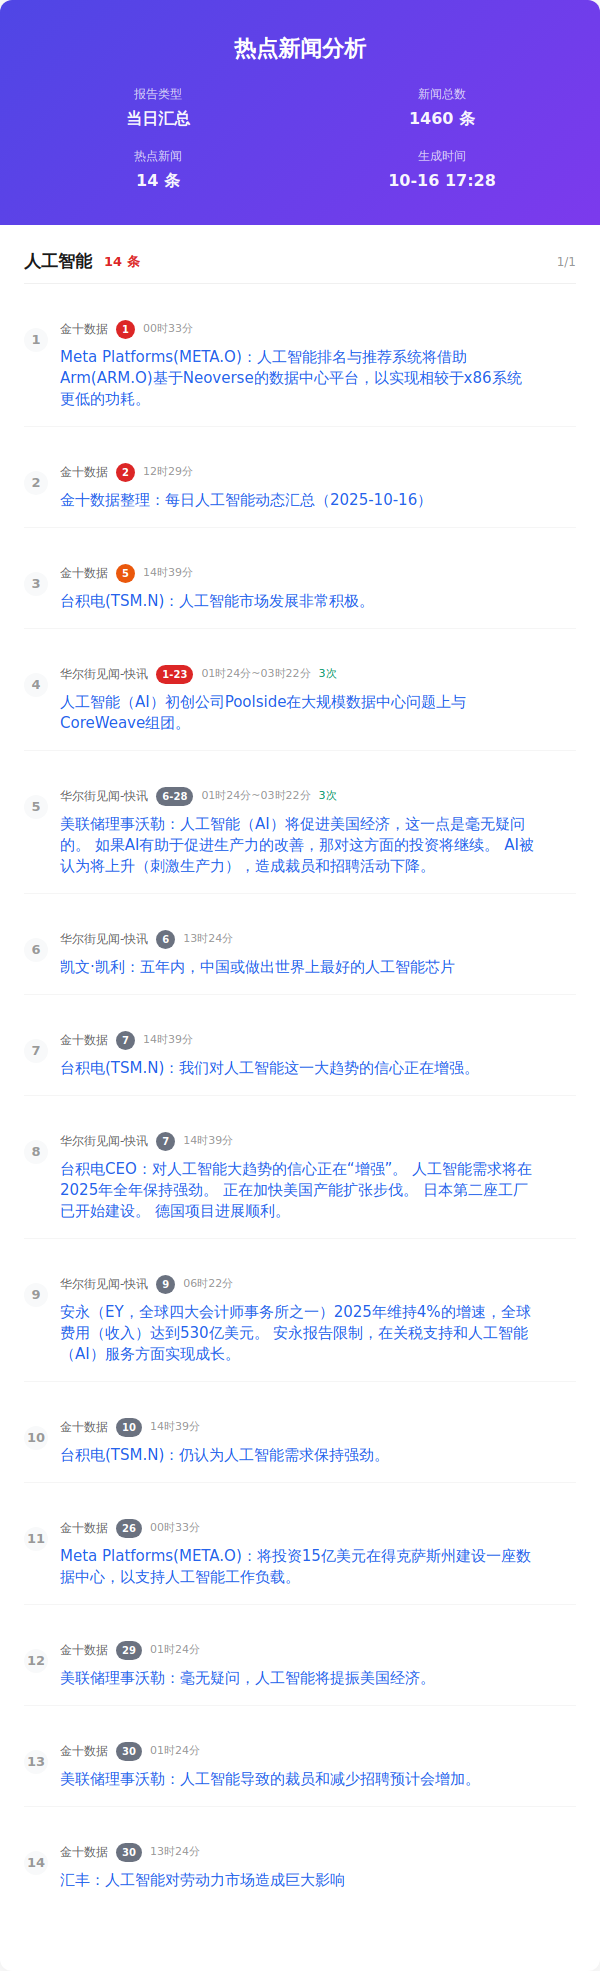 热点新闻分析
报告类型
新闻总数
当日汇总
1460 条
热点新闻
生成时间
14 条
10-16 17:28
人工智能 14 条 1/1
1 金十数据 1 00时33分
Meta Platforms(META.O)：人工智能排名与推荐系统将借助
Arm(ARM.O)基于Neoverse的数据中心平台，以实现相较于x86系统
更低的功耗。
2 金十数据 2 12时29分
金十数据整理：每日人工智能动态汇总（2025-10-16）
3 金十数据 5 14时39分
台积电(TSM.N)：人工智能市场发展非常积极。
4 华尔街见闻-快讯 1-23 01时24分~03时22分 3次
人工智能（AI）初创公司Poolside在大规模数据中心问题上与
CoreWeave组团。
5 华尔街见闻-快讯 6-28 01时24分~03时22分 3次
美联储理事沃勒：人工智能（AI）将促进美国经济，这一点是毫无疑问
的。 如果AI有助于促进生产力的改善，那对这方面的投资将继续。 AI被
认为将上升（刺激生产力），造成裁员和招聘活动下降。
6 华尔街见闻-快讯 6 13时24分
凯文·凯利：五年内，中国或做出世界上最好的人工智能芯片
7 金十数据 7 14时39分
台积电(TSM.N)：我们对人工智能这一大趋势的信心正在增强。
8 华尔街见闻-快讯 7 14时39分
台积电CEO：对人工智能大趋势的信心正在“增强”。 人工智能需求将在
2025年全年保持强劲。 正在加快美国产能扩张步伐。 日本第二座工厂
已开始建设。 德国项目进展顺利。
9 华尔街见闻-快讯 9 06时22分
安永（EY，全球四大会计师事务所之一）2025年维持4%的增速，全球
费用（收入）达到530亿美元。 安永报告限制，在关税支持和人工智能
（AI）服务方面实现成长。
10 金十数据 10 14时39分
台积电(TSM.N)：仍认为人工智能需求保持强劲。
11 金十数据 26 00时33分
Meta Platforms(META.O)：将投资15亿美元在得克萨斯州建设一座数
据中心，以支持人工智能工作负载。
12 金十数据 29 01时24分
美联储理事沃勒：毫无疑问，人工智能将提振美国经济。
13 金十数据 30 01时24分
美联储理事沃勒：人工智能导致的裁员和减少招聘预计会增加。
14 金十数据 30 13时24分
汇丰：人工智能对劳动力市场造成巨大影响